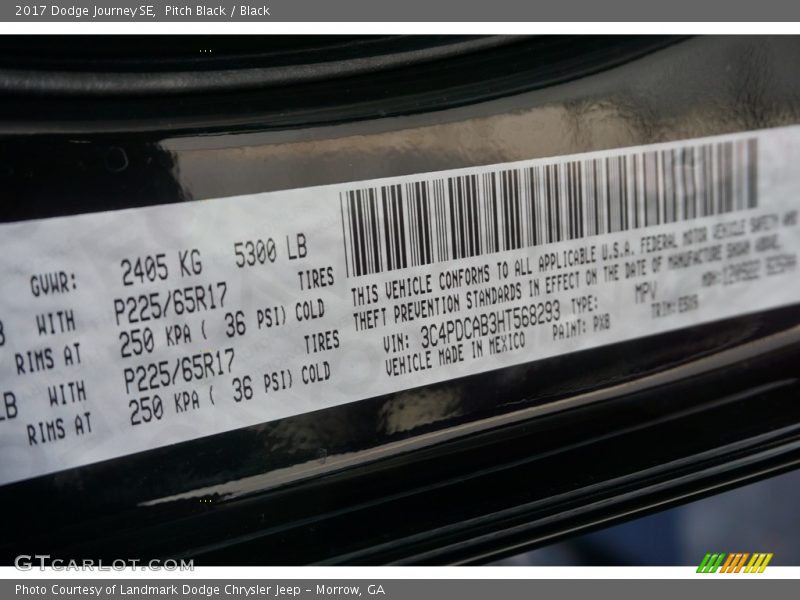 2017 Dodge Journey SE, Pitch Black / Black
GVWR: 2405 KG 5300 LB
WITH P225/65R17 TIRES
RIMS AT 250 KPA ( 36 PSI) COLD
LB WITH P225/65R17 TIRES
RIMS AT 250 KPA ( 36 PSI) COLD
THIS VEHICLE CONFORMS TO ALL APPLICABLE U.S.A. FEDERAL MOTOR VEHICLE SAFETY AND
THEFT PREVENTION STANDARDS IN EFFECT ON THE DATE OF MANUFACTURE SHOWN ABOVE.
VIN: 3C4PDCAB3HT568293 TYPE: MPV
VEHICLE MADE IN MEXICO PAINT: PX8 TRIM:
GTCARLOT.COM
Photo Courtesy of Landmark Dodge Chrysler Jeep – Morrow, GA